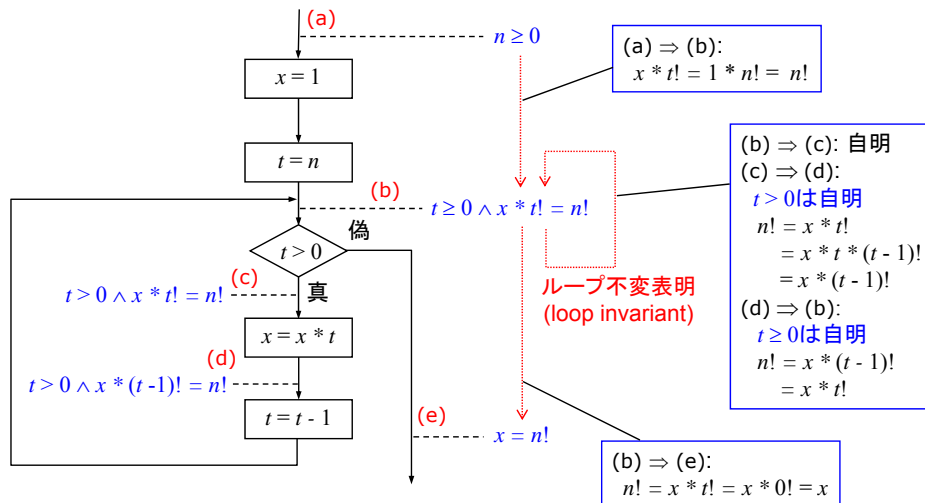 (a)
n ≥ 0
x = 1
(a) ⇒ (b):
x * t! = 1 * n! = n!
t = n
(b)
t ≥ 0 ∧ x * t! = n!
偽
t > 0
(c)
t > 0 ∧ x * t! = n!
真
ループ不変表明
(loop invariant)
x = x * t
(d)
t > 0 ∧ x * (t -1)! = n!
t = t - 1
(e)
x = n!
(b) ⇒ (c): 自明
(c) ⇒ (d):
t > 0は自明
n! = x * t!
= x * t * (t - 1)!
= x * (t - 1)!
(d) ⇒ (b):
t ≥ 0は自明
n! = x * (t - 1)!
= x * t!
(b) ⇒ (e):
n! = x * t! = x * 0! = x